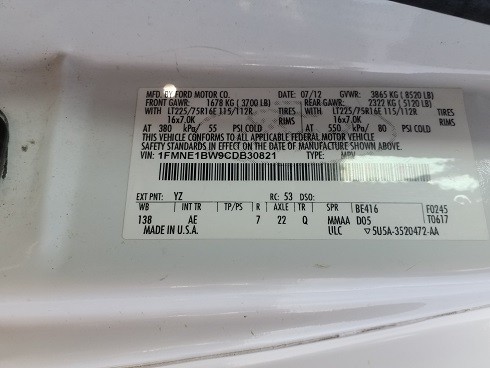 MFD. BY FORD MOTOR CO. 07/12 GVWR: 3865 KG ( 8520 LB)
FRONT GAWR: 1678 KG ( 3700 LB) REAR GAWR: 2322 KG ( 5120 LB)
WITH LT225/75R16E 115/112R TIRES WITH LT225/75R16E 115/112R TIRES
16x7.0K RIMS 16x7.0K RIMS
AT 380 kPa/ 55 PSI COLD AT 550 kPa/ 80 PSI COLD
THIS VEHICLE CONFORMS TO ALL APPLICABLE FEDERAL MOTOR VEHICLE
SAFETY STANDARDS IN EFFECT ON THE DATE OF MANUFACTURE SHOWN ABOVE.
VIN: 1FMNE1BW9CDB30821 TYPE: MPV
EXT PNT: YZ RC: 53 DSO:
WB INT TR TP/PS R AXLE TR SPR BE416 F0245
138 AE 7 22 Q MMAA D05 T0617
MADE IN U.S.A. ULC 5U5A-3520472-AA